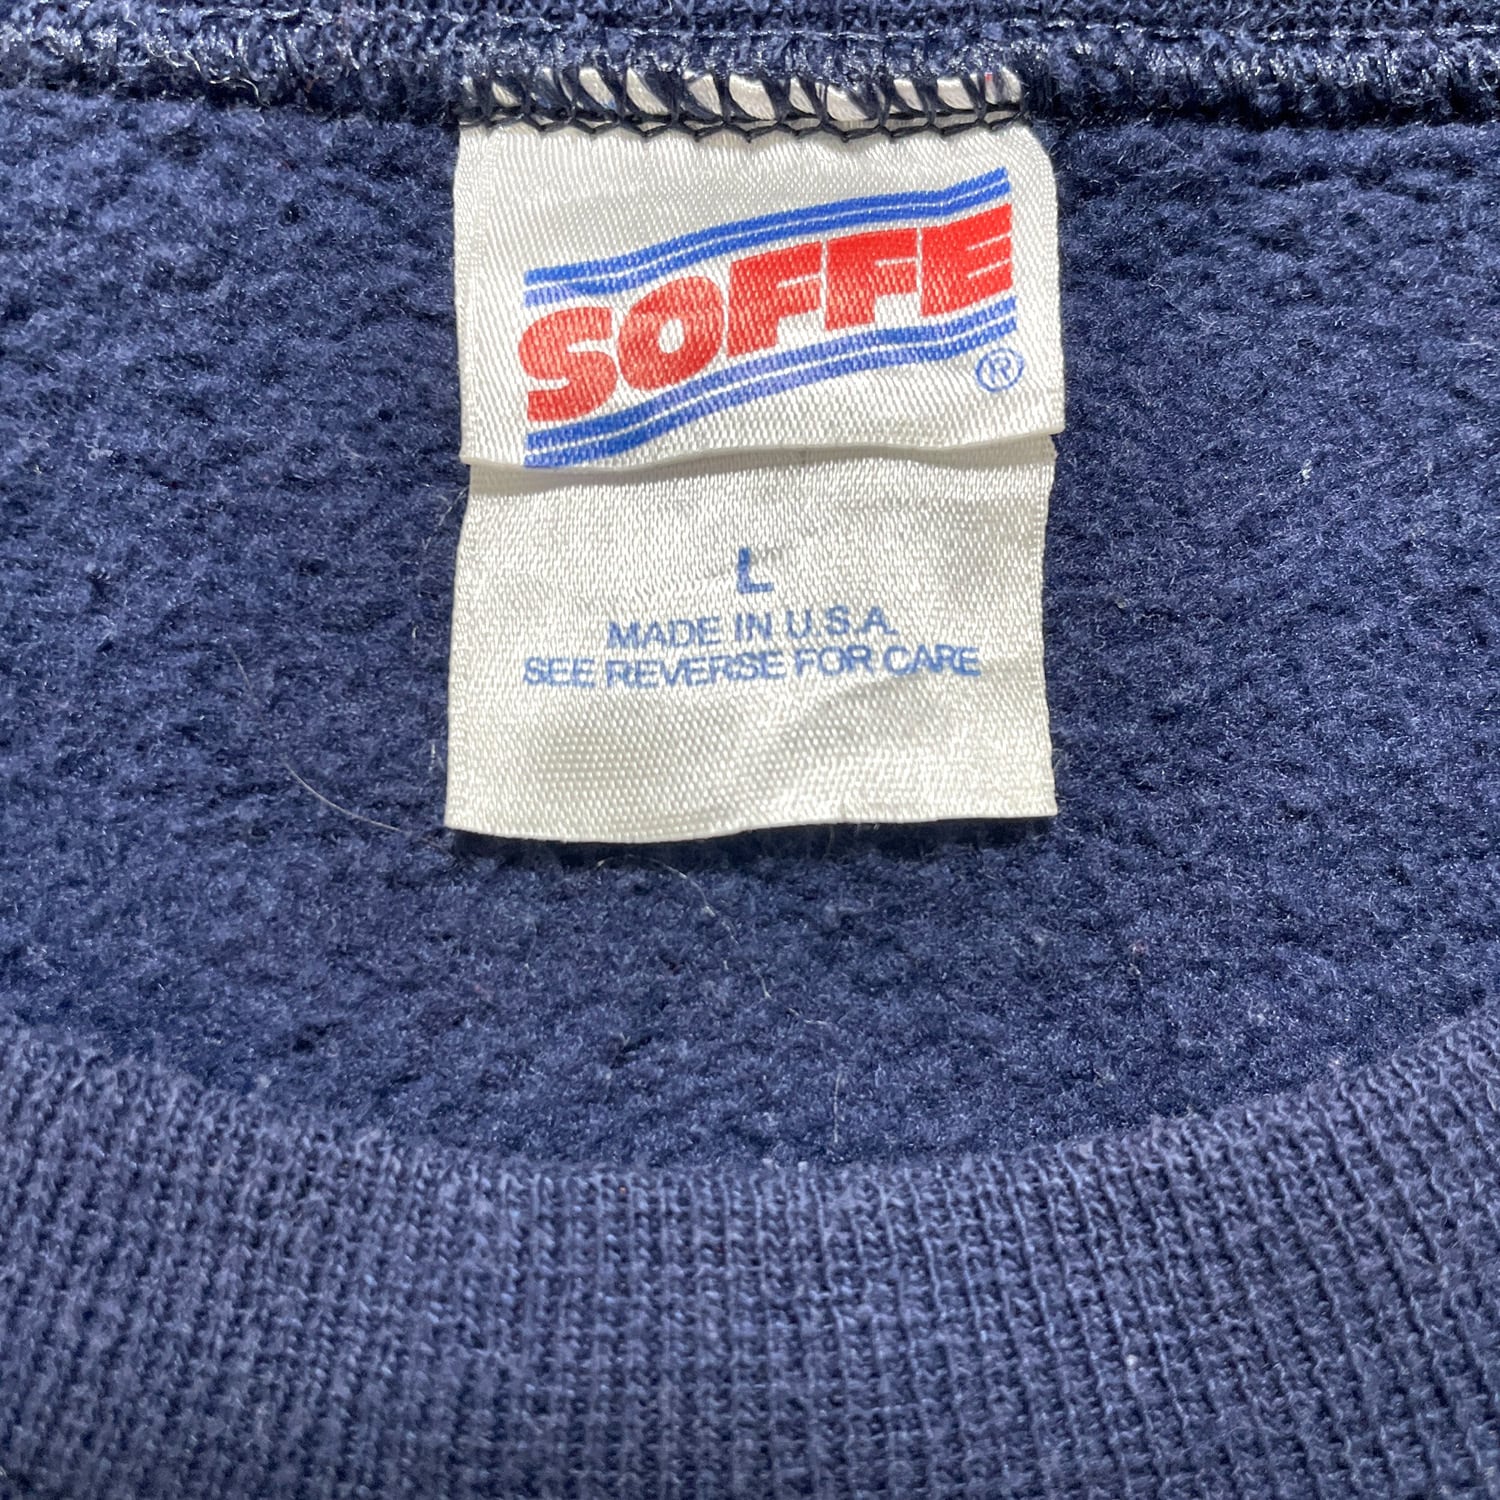 SOFFE
®
L
MADE IN U.S.A.
SEE REVERSE FOR CARE